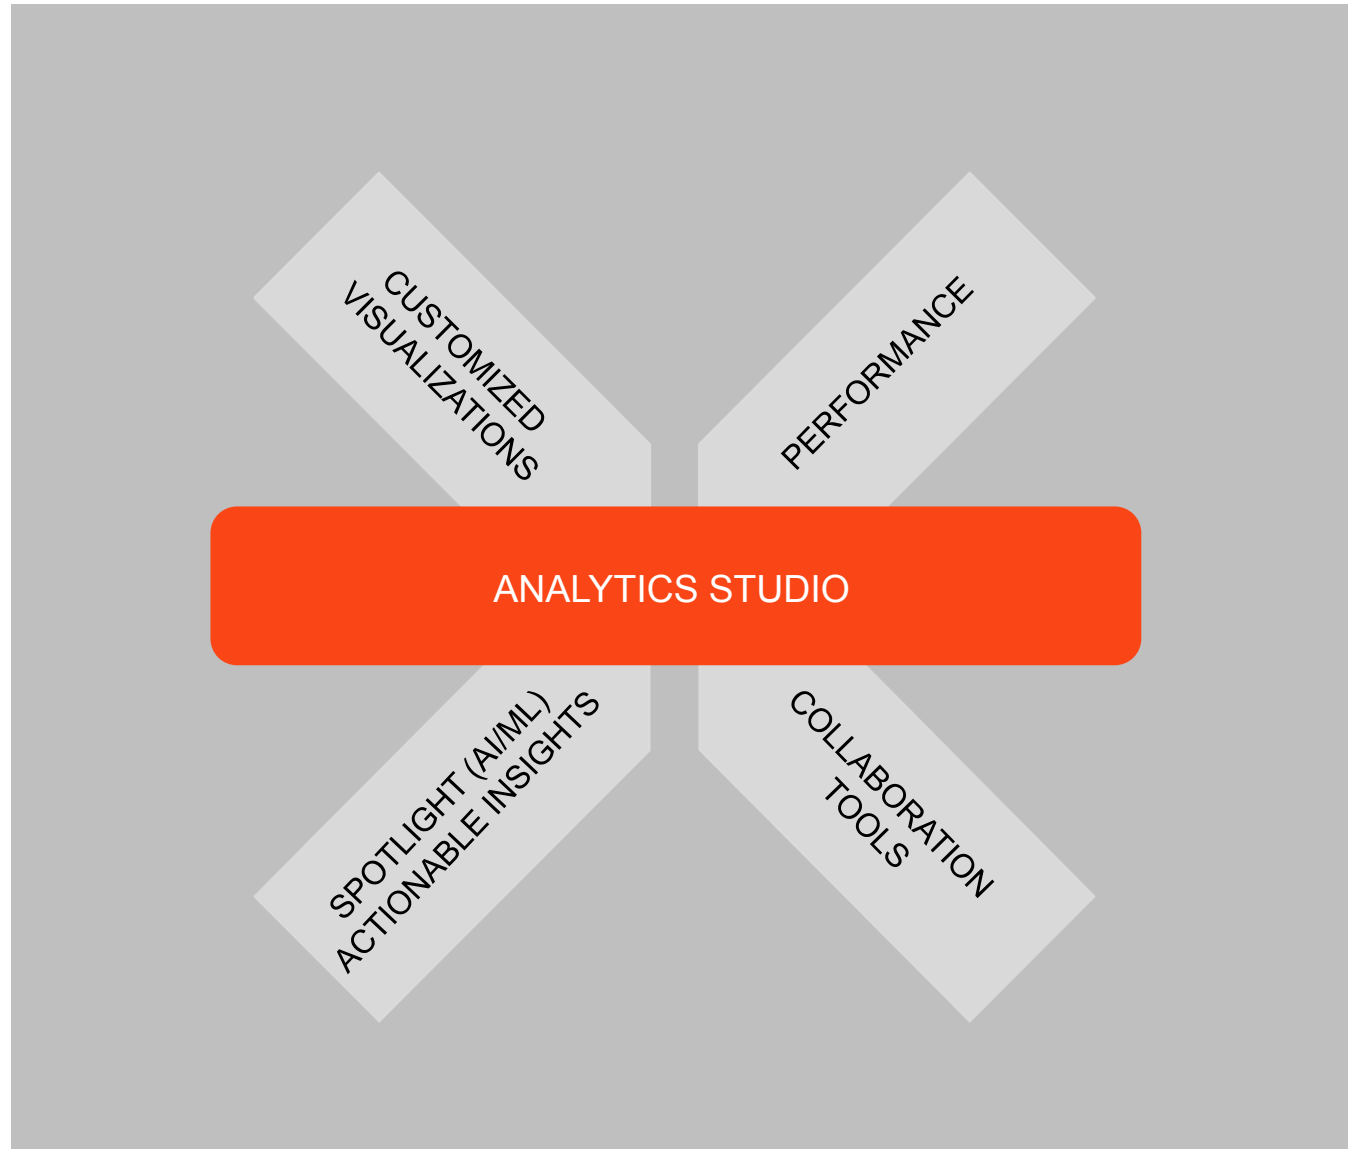 CUSTOMIZED
VISUALIZATIONS
PERFORMANCE
ANALYTICS STUDIO
SPOTLIGHT (AI/ML)
ACTIONABLE INSIGHTS
COLLABORATION
TOOLS